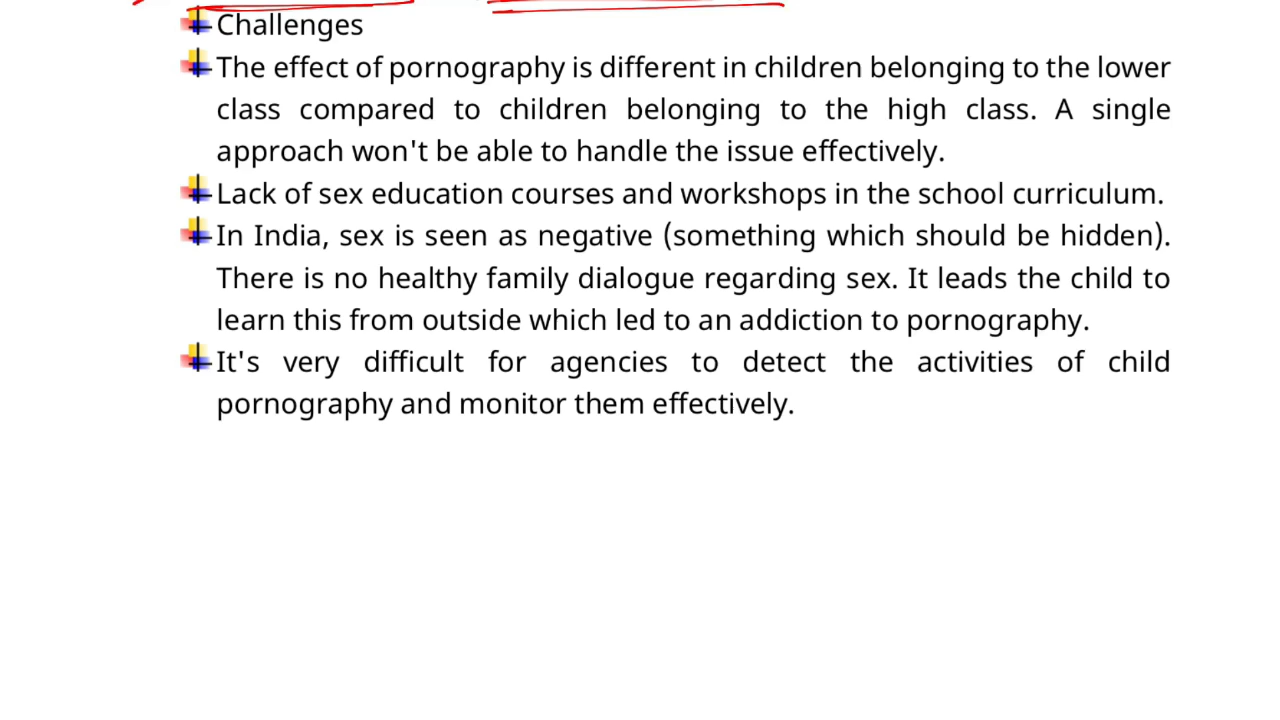 Challenges
The effect of pornography is different in children belonging to the lower
class compared to children belonging to the high class. A single
approach won't be able to handle the issue effectively.
Lack of sex education courses and workshops in the school curriculum.
In India, sex is seen as negative (something which should be hidden).
There is no healthy family dialogue regarding sex. It leads the child to
learn this from outside which led to an addiction to pornography.
It's very difficult for agencies to detect the activities of child
pornography and monitor them effectively.